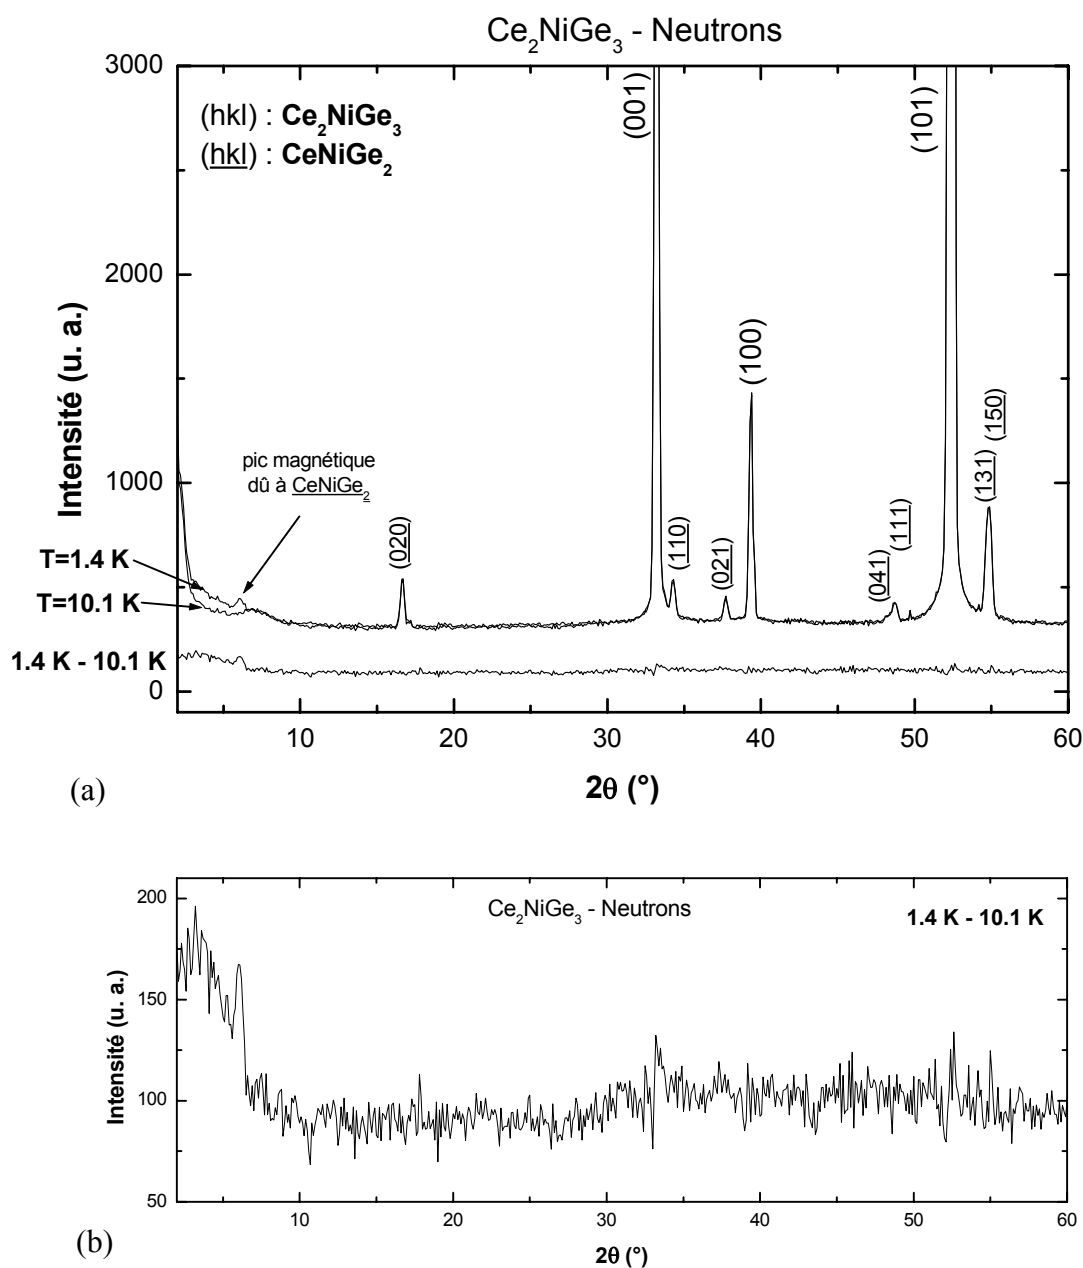 Ce2NiGe3 - Neutrons
3000
(hkl) : Ce2NiGe3
(hkl) : CeNiGe2
(001)
(101)
2000
Intensité (u. a.)
(100)
(150)
pic magnétique
dû à CeNiGe2
1000
(131)
(020)
(110)
(021)
(111)
(041)
T=1.4 K
T=10.1 K
1.4 K - 10.1 K
0
10 20 30 40 50 60
2θ (°)
(a)
200
Ce2NiGe3 - Neutrons
1.4 K - 10.1 K
150
Intensité (u. a.)
100
50
10 20 30 40 50 60
2θ (°)
(b)